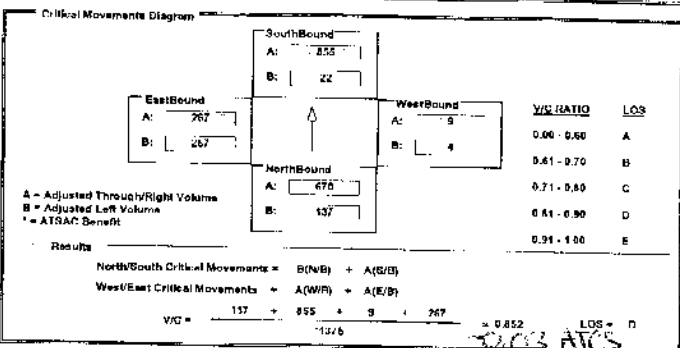 Critical Movements Diagram
SouthBound
A: 855
B: 22
EastBound
A: 267
B: 267
WestBound
A: 9
B: 4
NorthBound
A: 670
B: 137
V/C RATIO LOS
0.00 - 0.60 A
0.61 - 0.70 B
0.71 - 0.80 C
0.81 - 0.90 D
0.91 - 1.00 E
A = Adjusted Through/Right Volume
B = Adjusted Left Volume
* = ATSAC Benefit
Results
North/South Critical Movements = B(N/B) + A(S/B)
West/East Critical Movements = A(W/B) + A(E/B)
V/C = 137 + 855 + 9 + 267
= 0.852 LOS = D
ATCS